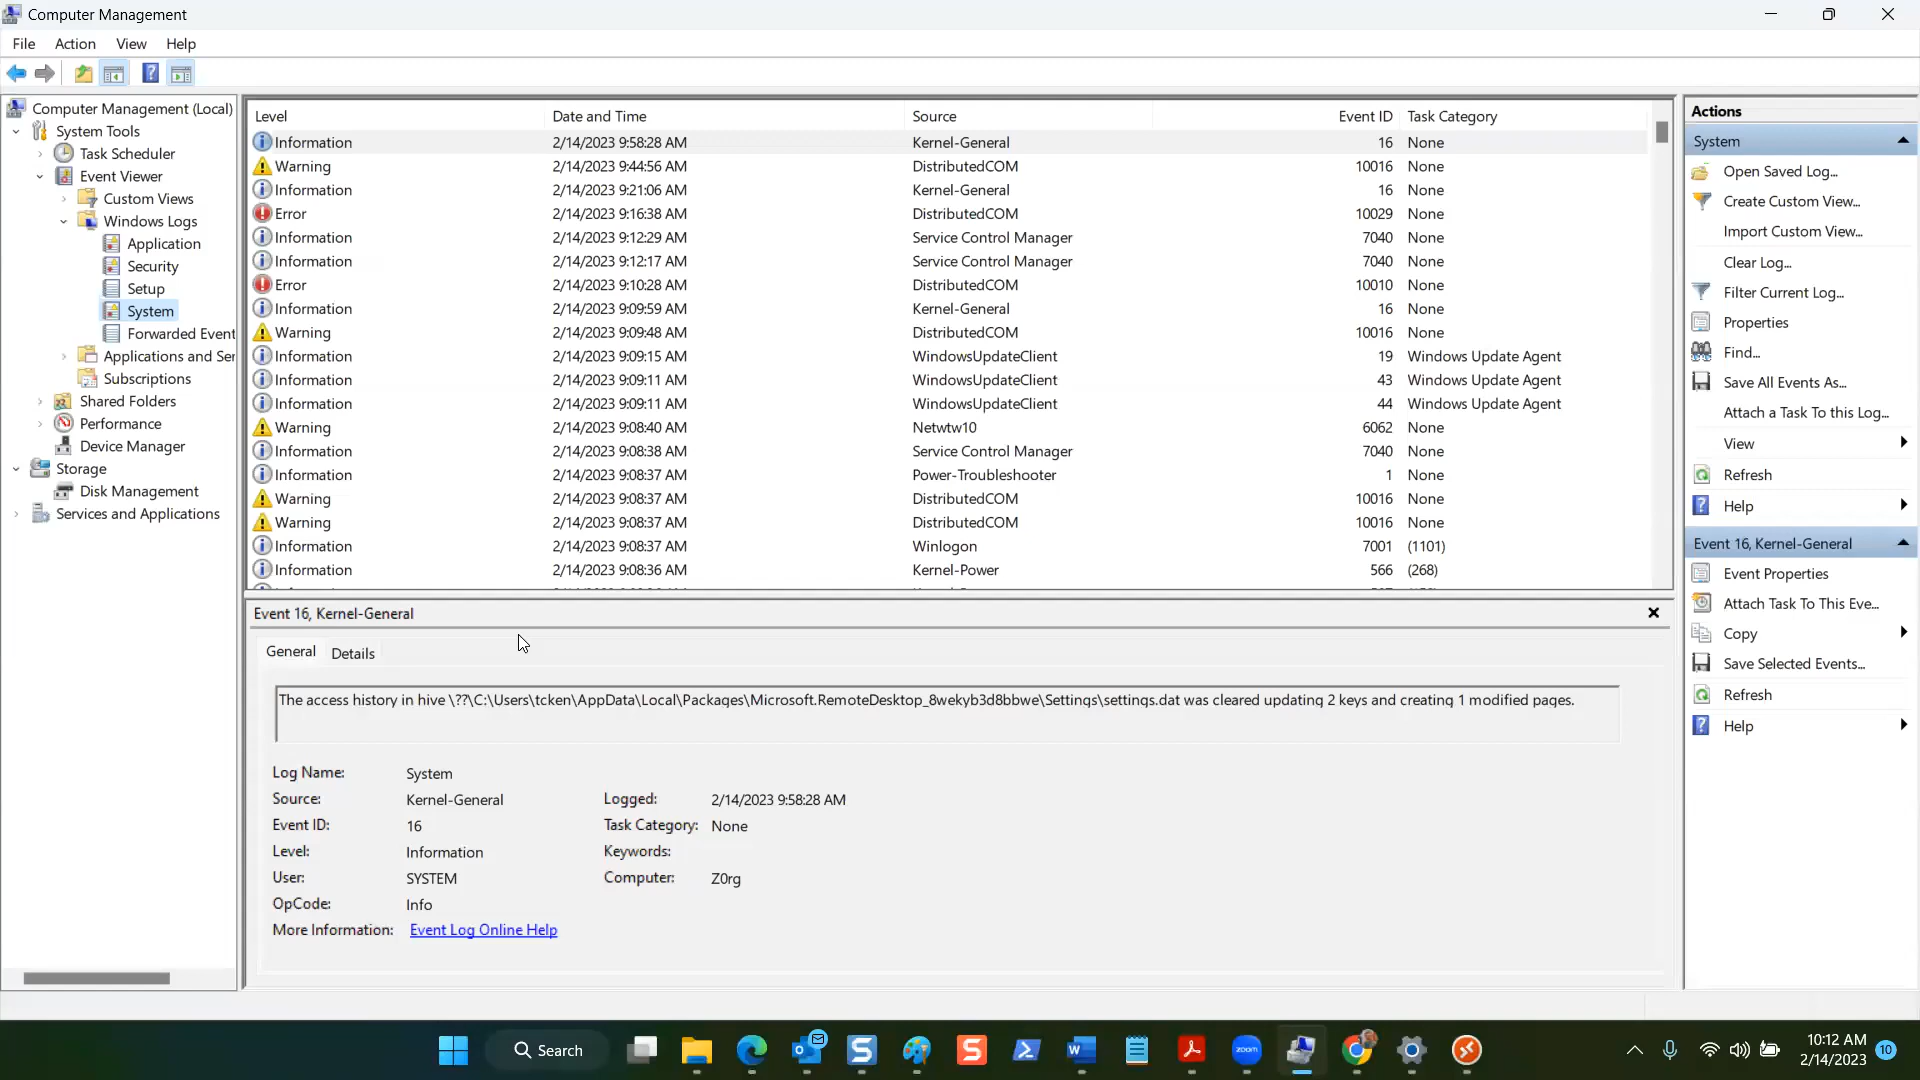 Computer Management
File Action View Help
Computer Management (Local)
System Tools
Task Scheduler
Event Viewer
Custom Views
Windows Logs
Application
Security
Setup
System
Forwarded Event
Applications and Ser
Subscriptions
Shared Folders
Performance
Device Manager
Storage
Disk Management
Services and Applications
Level Date and Time Source Event ID Task Category
Information 2/14/2023 9:58:28 AM Kernel-General 16 None
Warning 2/14/2023 9:44:56 AM DistributedCOM 10016 None
Information 2/14/2023 9:21:06 AM Kernel-General 16 None
Error 2/14/2023 9:16:38 AM DistributedCOM 10029 None
Information 2/14/2023 9:12:29 AM Service Control Manager 7040 None
Information 2/14/2023 9:12:17 AM Service Control Manager 7040 None
Error 2/14/2023 9:10:28 AM DistributedCOM 10010 None
Information 2/14/2023 9:09:59 AM Kernel-General 16 None
Warning 2/14/2023 9:09:48 AM DistributedCOM 10016 None
Information 2/14/2023 9:09:15 AM WindowsUpdateClient 19 Windows Update Agent
Information 2/14/2023 9:09:11 AM WindowsUpdateClient 43 Windows Update Agent
Information 2/14/2023 9:09:11 AM WindowsUpdateClient 44 Windows Update Agent
Warning 2/14/2023 9:08:40 AM Netwtw10 6062 None
Information 2/14/2023 9:08:38 AM Service Control Manager 7040 None
Information 2/14/2023 9:08:37 AM Power-Troubleshooter 1 None
Warning 2/14/2023 9:08:37 AM DistributedCOM 10016 None
Warning 2/14/2023 9:08:37 AM DistributedCOM 10016 None
Information 2/14/2023 9:08:37 AM Winlogon 7001 (1101)
Information 2/14/2023 9:08:36 AM Kernel-Power 566 (268)
Event 16, Kernel-General
General Details
The access history in hive \??\C:\Users\tcken\AppData\Local\Packages\Microsoft.RemoteDesktop_8wekyb3d8bbwe\Settings\settings.dat was cleared updating 2 keys and creating 1 modified pages.
Log Name: System
Source: Kernel-General Logged: 2/14/2023 9:58:28 AM
Event ID: 16 Task Category: None
Level: Information Keywords:
User: SYSTEM Computer: Z0rg
OpCode: Info
More Information: Event Log Online Help
Actions
System
Open Saved Log...
Create Custom View...
Import Custom View...
Clear Log...
Filter Current Log...
Properties
Find...
Save All Events As...
Attach a Task To this Log...
View
Refresh
Help
Event 16, Kernel-General
Event Properties
Attach Task To This Eve...
Copy
Save Selected Events...
Refresh
Help
Search
zoom
10:12 AM
2/14/2023
10